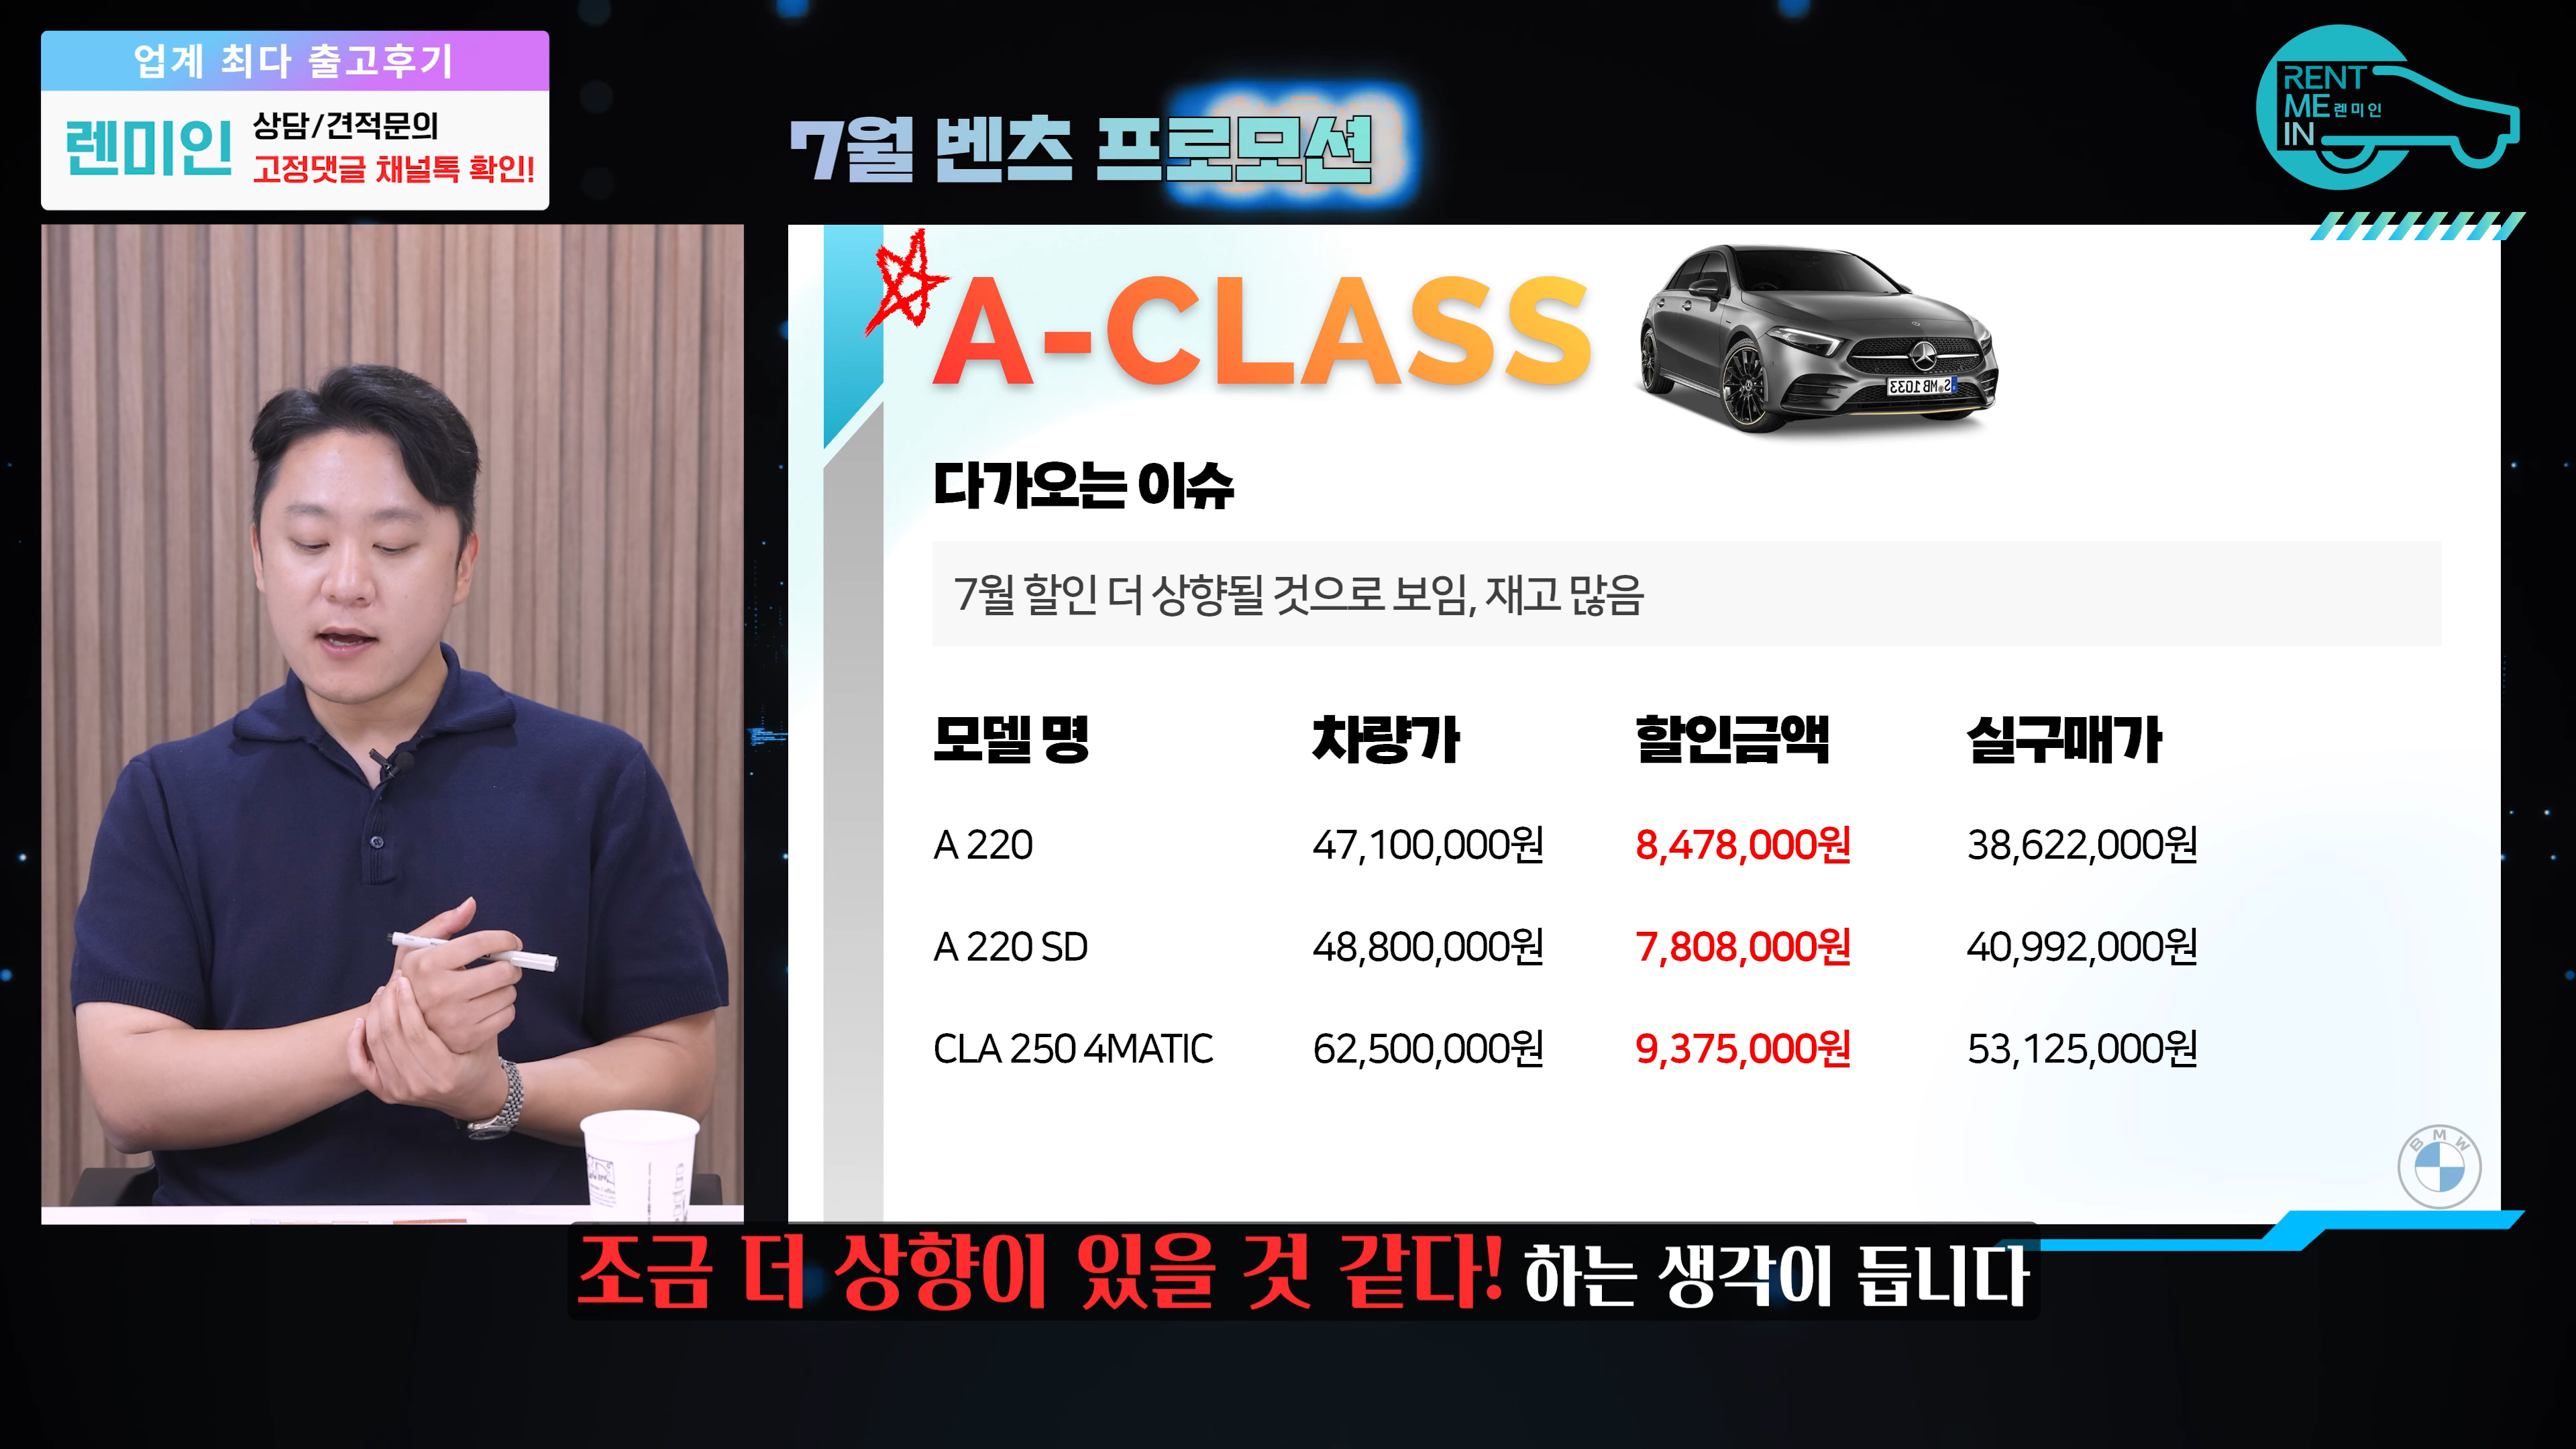 업계 최다 출고후기
렌미인
상담/견적문의
고정댓글 채널톡 확인!
7월 벤츠 프로모션
RENT
ME 렌미인
IN
A-CLASS
다가오는 이슈
7월 할인 더 상향될 것으로 보임, 재고 많음
모델 명 차량가 할인금액 실구매가
A 220 47,100,000원 8,478,000원 38,622,000원
A 220 SD 48,800,000원 7,808,000원 40,992,000원
CLA 250 4MATIC 62,500,000원 9,375,000원 53,125,000원
BMW
조금 더 상향이 있을 것 같다! 하는 생각이 듭니다